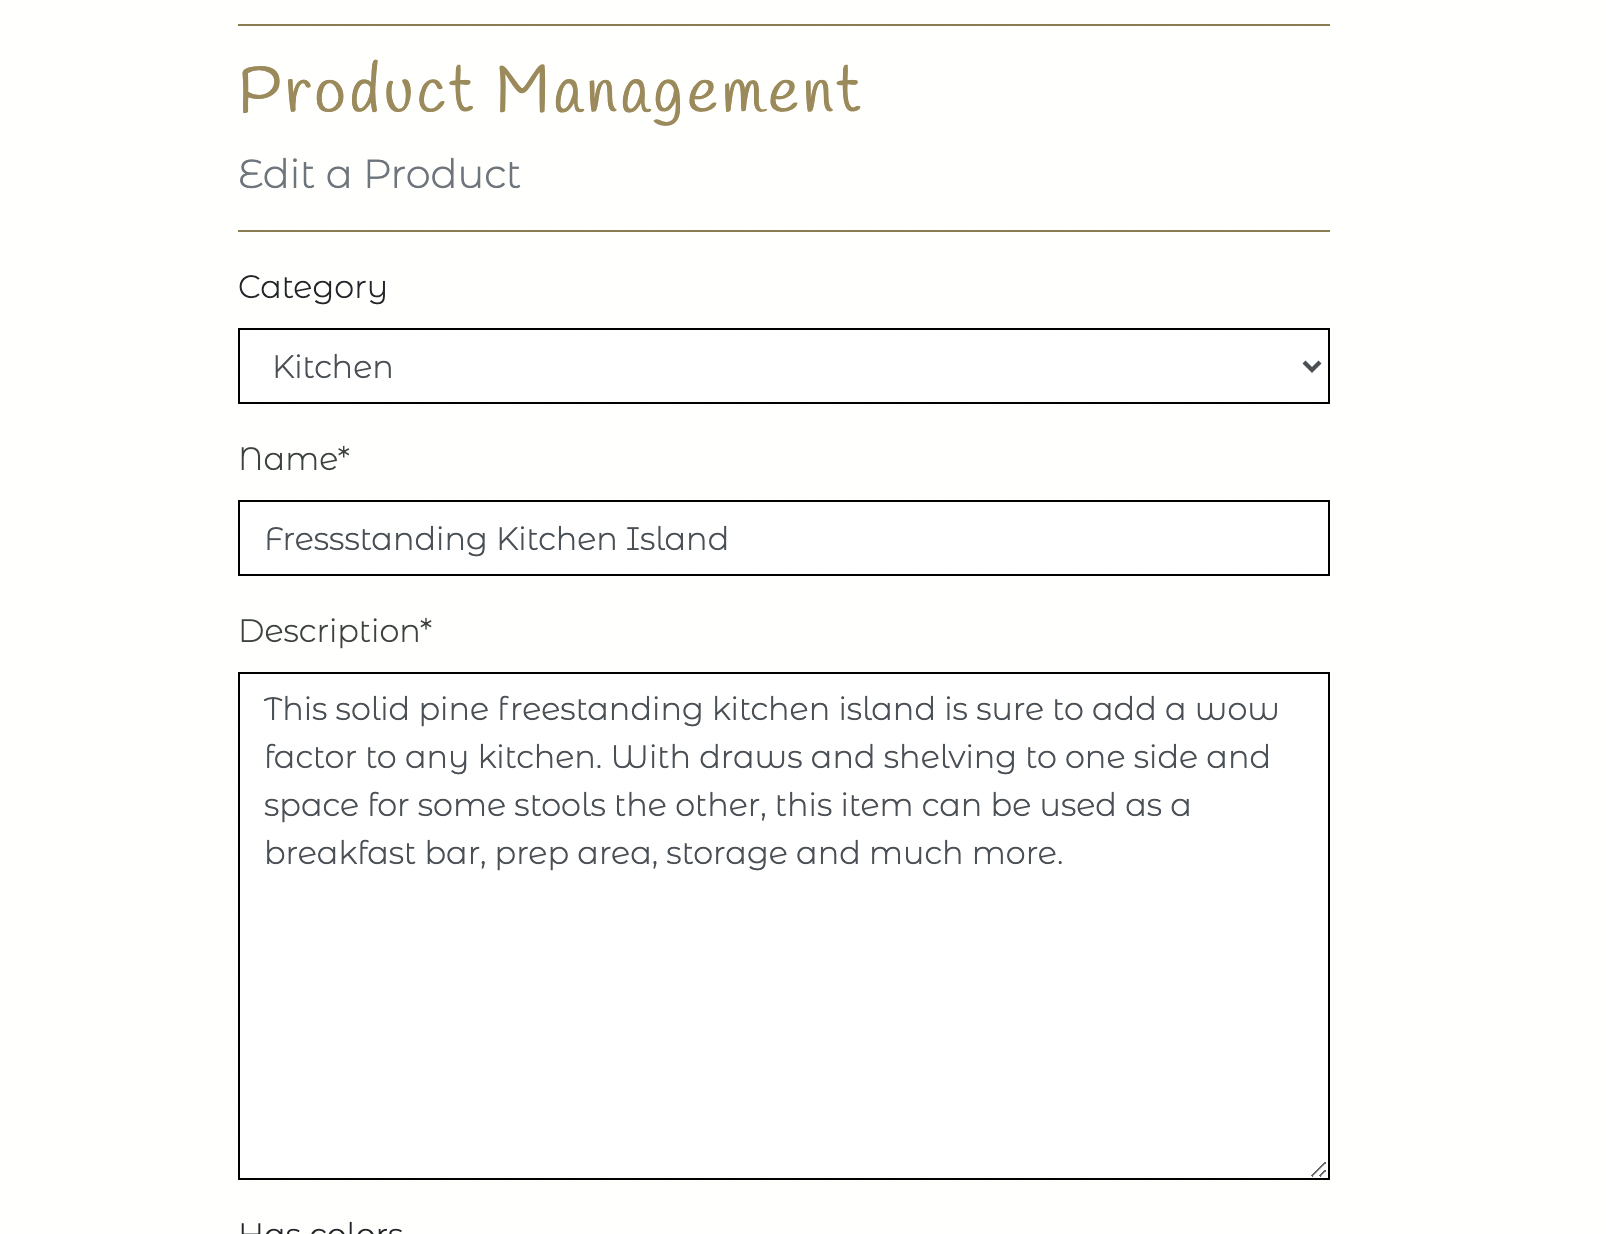 Product Management
Edit a Product
Category
Kitchen
Name*
Fressstanding Kitchen Island
Description*
This solid pine freestanding kitchen island is sure to add a wow
factor to any kitchen. With draws and shelving to one side and
space for some stools the other, this item can be used as a
breakfast bar, prep area, storage and much more.
Has colors